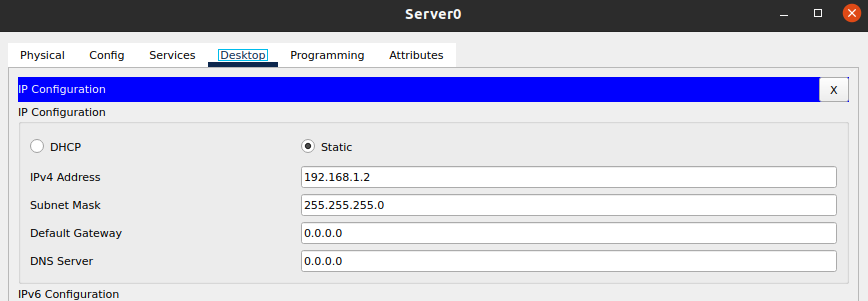 Server0
Physical Config Services Desktop Programming Attributes
IP Configuration X
IP Configuration
DHCP Static
IPv4 Address 192.168.1.2
Subnet Mask 255.255.255.0
Default Gateway 0.0.0.0
DNS Server 0.0.0.0
IPv6 Configuration